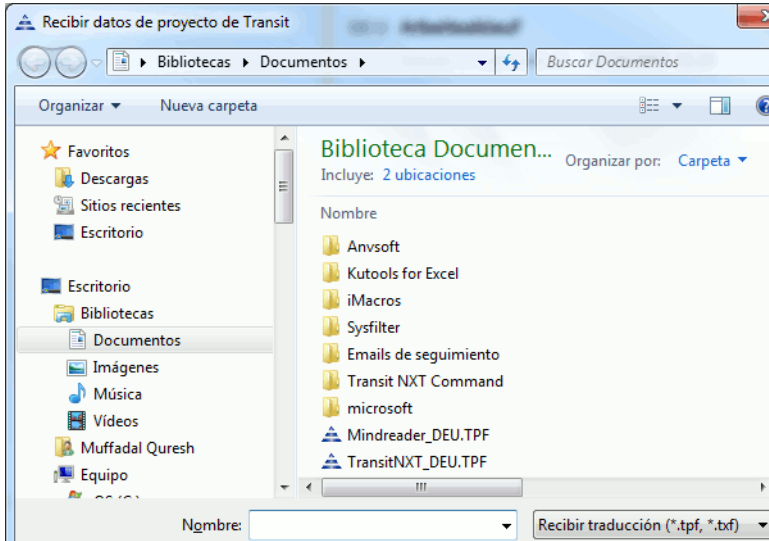 Recibir datos de proyecto de Transit
Bibliotecas Documentos
Buscar Documentos
Organizar Nueva carpeta
Favoritos
Descargas
Sitios recientes
Escritorio
Escritorio
Bibliotecas
Documentos
Imágenes
Música
Vídeos
Muffadal Quresh
Equipo
Biblioteca Documen...
Organizar por: Carpeta
Incluye: 2 ubicaciones
Nombre
Anvsoft
Kutools for Excel
iMacros
Sysfilter
Emails de seguimiento
Transit NXT Command
microsoft
Mindreader_DEU.TPF
TransitNXT_DEU.TPF
Nombre:
Recibir traducción (*.tpf, *.txf)